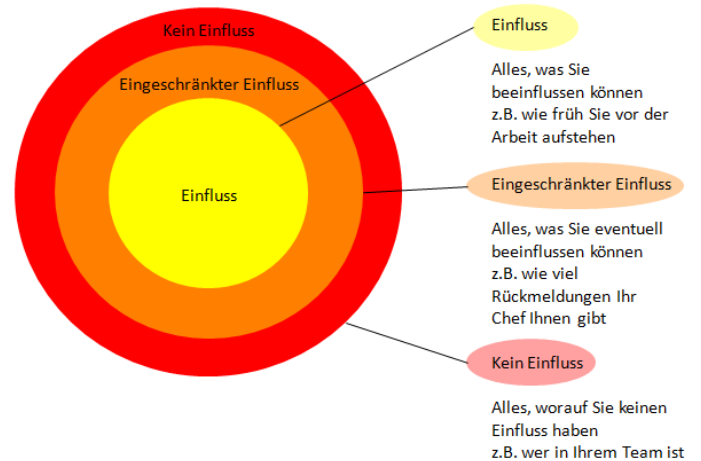 Kein Einfluss
Eingeschränkter Einfluss
Einfluss
Einfluss
Alles, was Sie
beeinflussen können
z.B. wie früh Sie vor der
Arbeit aufstehen
Eingeschränkter Einfluss
Alles, was Sie eventuell
beeinflussen können
z.B. wie viel
Rückmeldungen Ihr
Chef Ihnen gibt
Kein Einfluss
Alles, worauf Sie keinen
Einfluss haben
z.B. wer in Ihrem Team ist